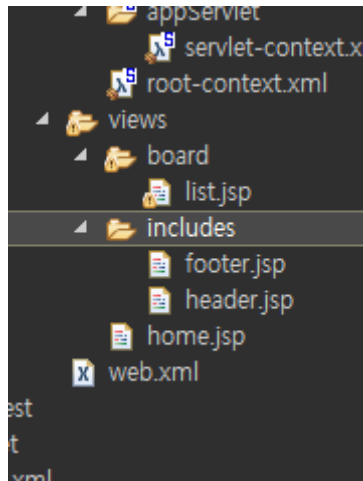 appServlet
servlet-context.x
root-context.xml
views
board
list.jsp
includes
footer.jsp
header.jsp
home.jsp
web.xml
est
et
.xml